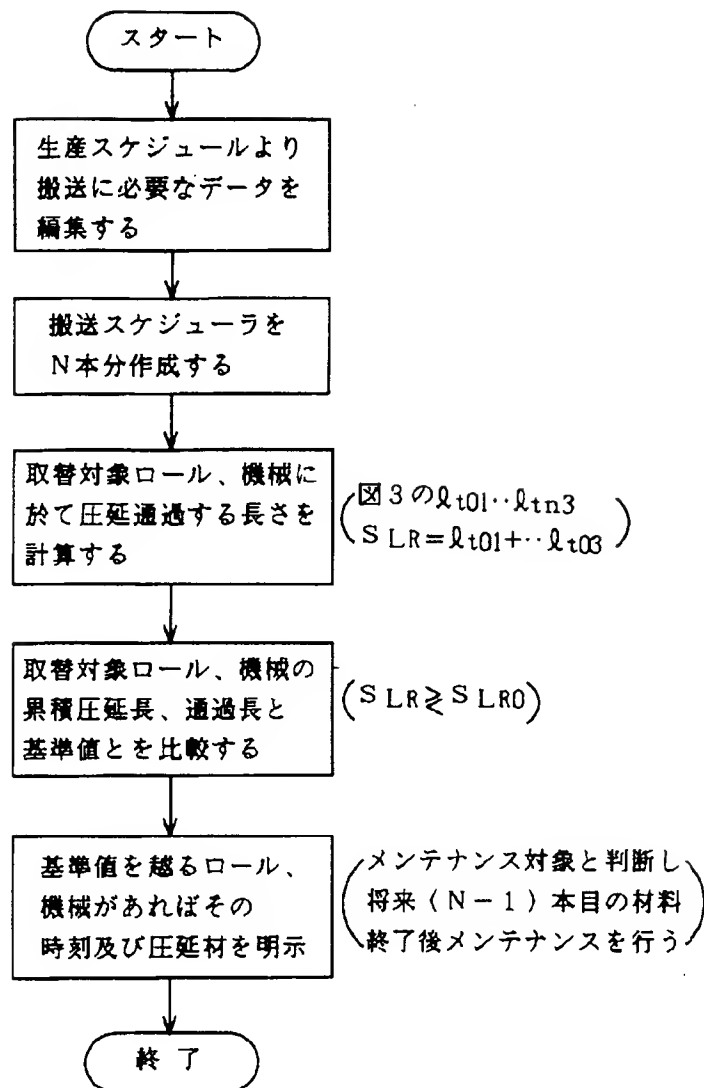 スタート
生産スケジュールより
搬送に必要なデータを
編集する
搬送スケジューラを
N本分作成する
取替対象ロール、機械に
於て圧延通過する長さを
計算する
(図3のℓt01‥ℓtn3
SLR=ℓt01+‥ℓt03)
取替対象ロール、機械の
累積圧延長、通過長と
基準値とを比較する
(SLR≷SLR0)
基準値を越るロール、
機械があればその
時刻及び圧延材を明示
(メンテナンス対象と判断し
将来(N-1)本目の材料
終了後メンテナンスを行う)
終了